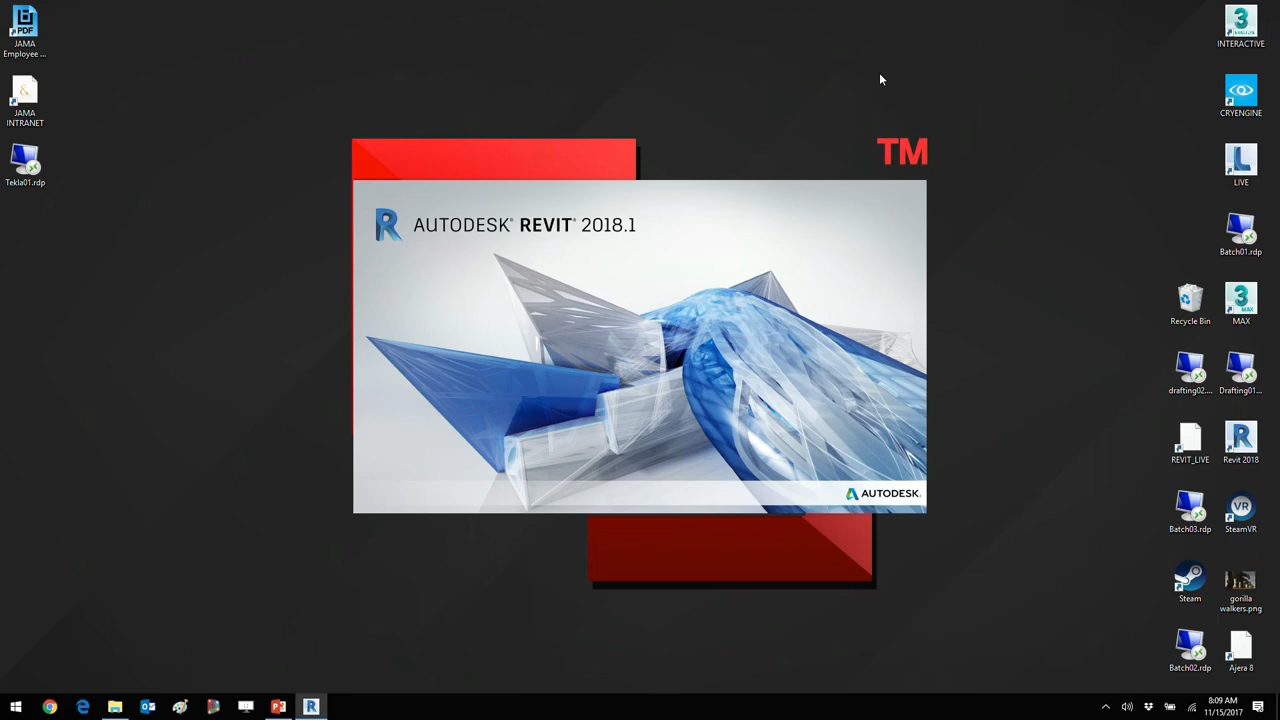 JAMA
Employee ...
JAMA
INTRANET
Tekla01.rdp
TM
AUTODESK® REVIT® 2018.1
AUTODESK.
INTERACTIVE
CRYENGINE
LIVE
Batch01.rdp
Recycle Bin
MAX
drafting02....
Drafting01...
REVIT_LIVE
Revit 2018
Batch03.rdp
SteamVR
Steam
gorilla
walkers.png
Batch02.rdp
Ajera 8
8:09 AM
11/15/2017